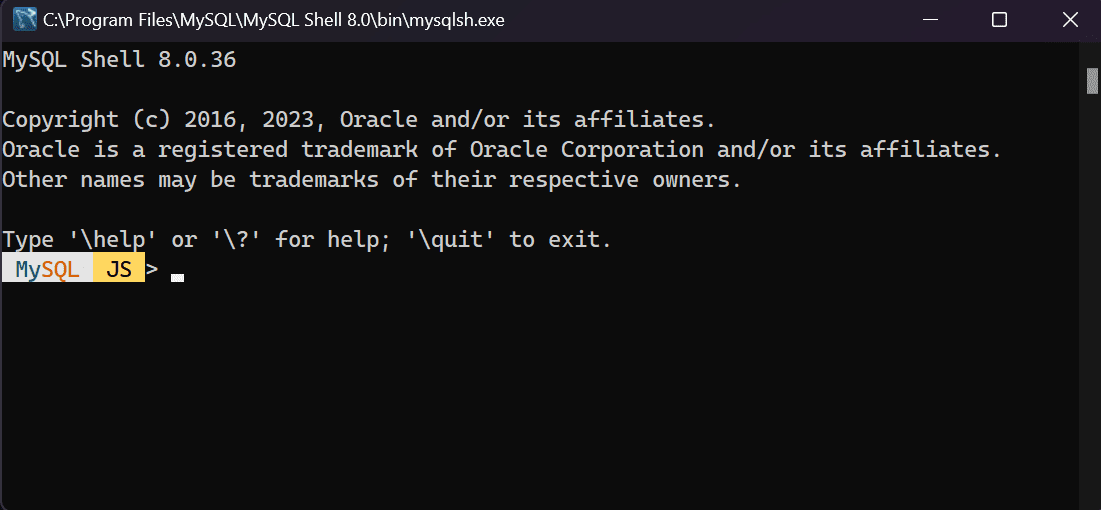 C:\Program Files\MySQL\MySQL Shell 8.0\bin\mysqlsh.exe
MySQL Shell 8.0.36
Copyright (c) 2016, 2023, Oracle and/or its affiliates.
Oracle is a registered trademark of Oracle Corporation and/or its affiliates.
Other names may be trademarks of their respective owners.
Type '\help' or '\?' for help; '\quit' to exit.
MySQL JS >